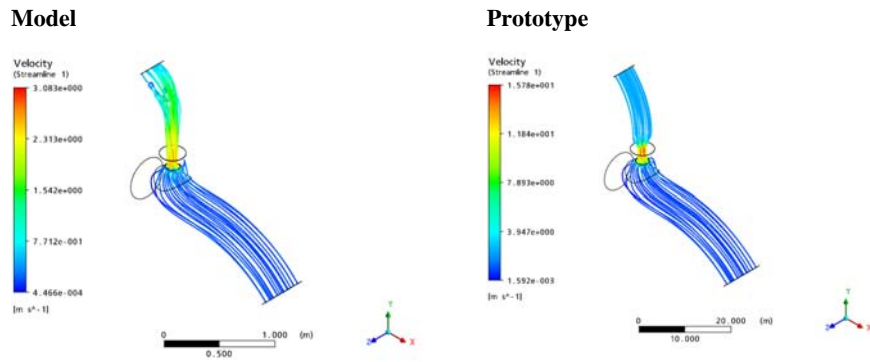 Model
Velocity
(Streamline 1)
3.083e+000
2.313e+000
1.542e+000
7.712e-001
4.466e-004
[m s^-1]
0 1.000 (m)
0.500
Y
Z X
Prototype
Velocity
(Streamline 1)
1.578e+001
1.184e+001
7.893e+000
3.947e+000
1.592e-003
[m s^-1]
0 20.000 (m)
10.000
Y
Z X